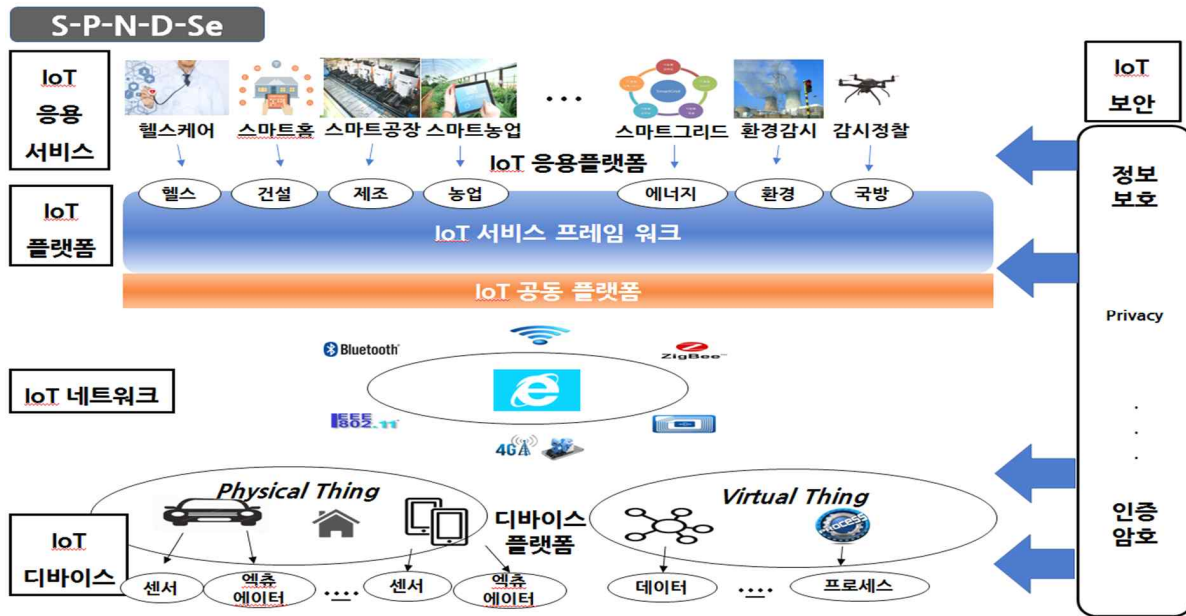 S-P-N-D-Se
IoT
응용
서비스
헬스케어
스마트홈
스마트공장
스마트농업
...
스마트그리드
환경감시
감시정찰
IoT
보안
IoT 응용플랫폼
IoT
플랫폼
헬스
건설
제조
농업
에너지
환경
국방
IoT 서비스 프레임 워크
IoT 공동 플랫폼
정보
보호
Privacy
.
.
.
인증
암호
IoT 네트워크
Bluetooth
ZigBee
e
IEEE
802.11
4G
IoT
디바이스
Physical Thing
디바이스
플랫폼
Virtual Thing
PROCESS
센서
엑츄
에이터
....
센서
엑츄
에이터
데이터
....
프로세스